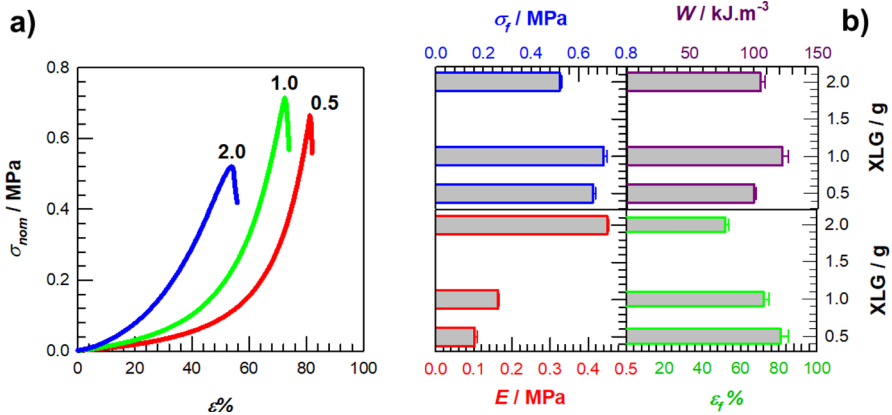 a)
σnom / MPa
0.8
0.6
0.4
0.2
0.0
2.0
1.0
0.5
0 20 40 60 80 100
ε%
b)
σf / MPa
W / kJ.m-3
0.0 0.2 0.4 0.6 0.8 50 100 150
2.0
1.5
1.0
0.5
XLG / g
2.0
1.5
1.0
0.5
XLG / g
0.0 0.1 0.2 0.3 0.4 0.5 20 40 60 80 100
E / MPa
εf%